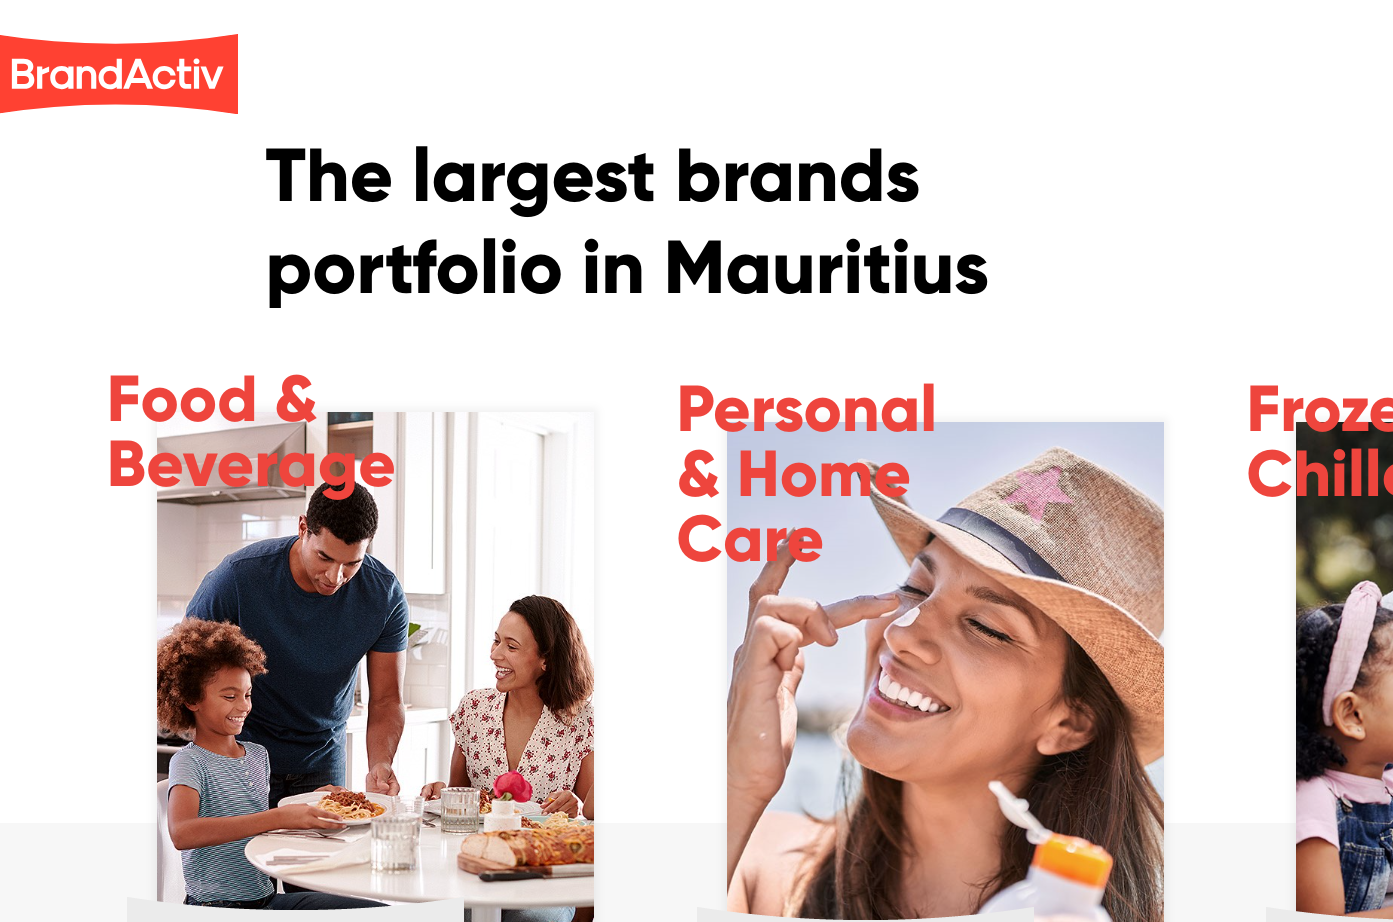 BrandActiv
The largest brands
portfolio in Mauritius
Food &
Beverage
Personal
& Home
Care